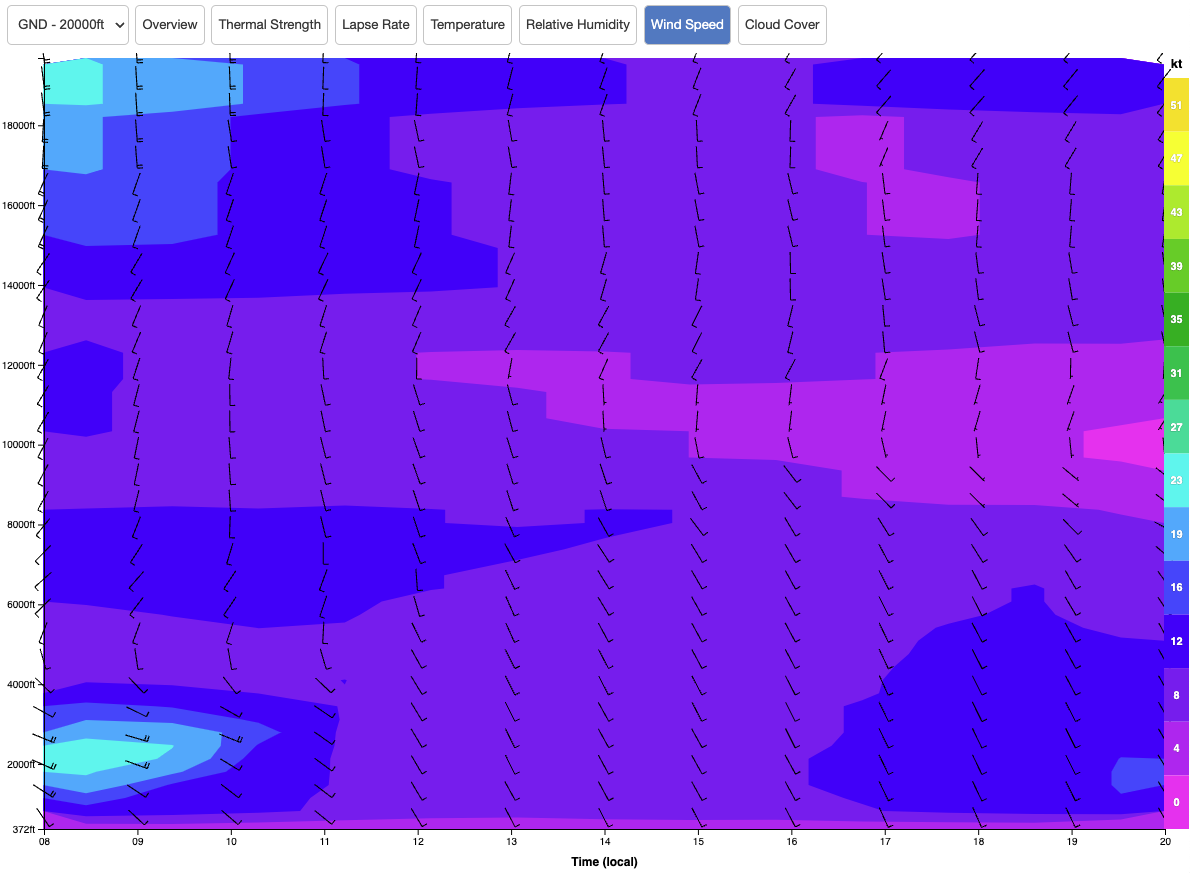 GND - 20000ft Overview Thermal Strength Lapse Rate Temperature Relative Humidity Wind Speed Cloud Cover
kt
51
18000ft
47
16000ft
43
39
14000ft
35
12000ft
31
27
10000ft
23
8000ft
19
16
6000ft
12
4000ft
8
4
2000ft
0
372ft
08 09 10 11 12 13 14 15 16 17 18 19 20
Time (local)